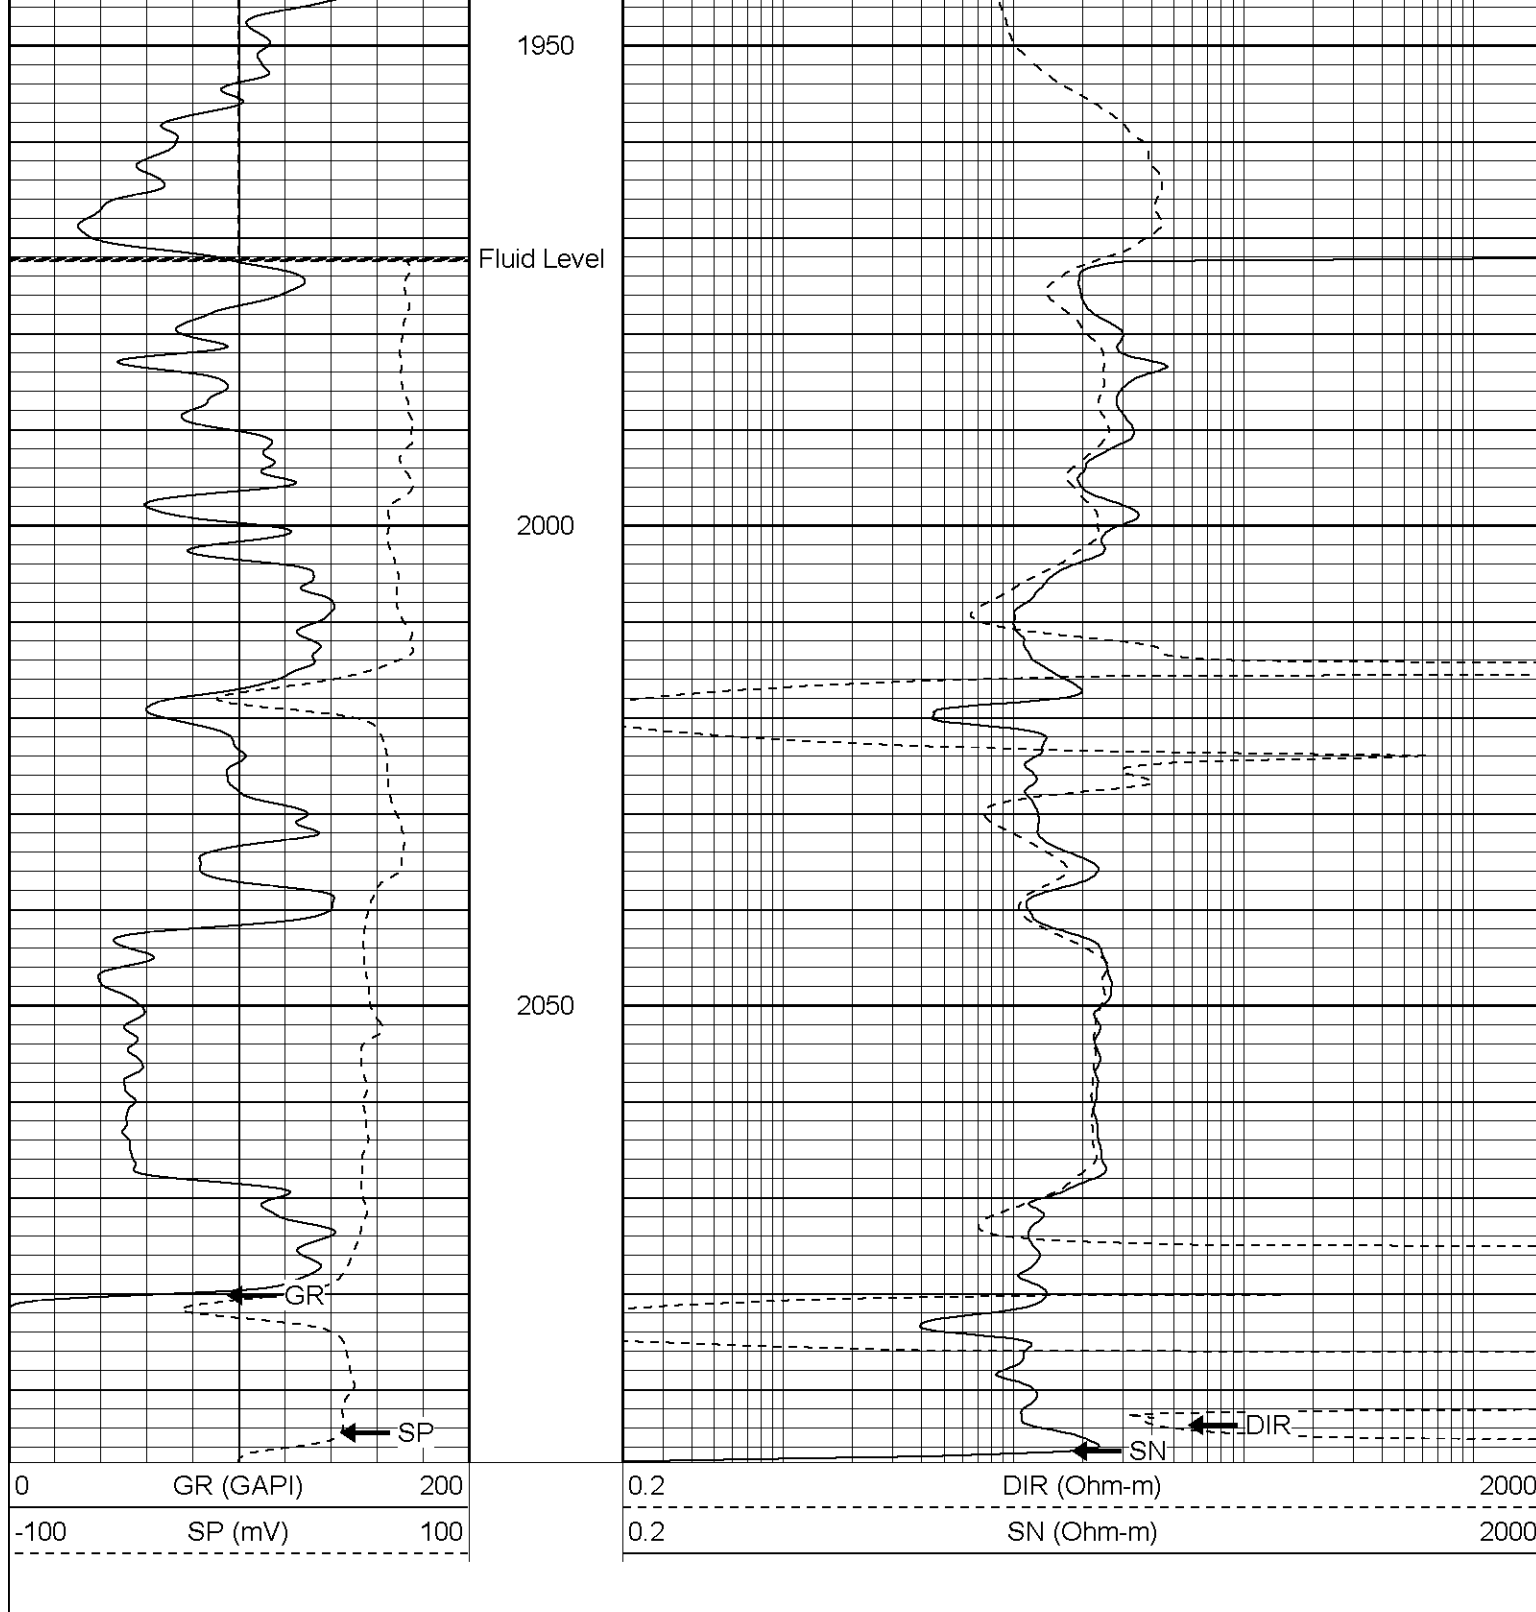 1950
Fluid Level
2000
2050
GR
SP
DIR
SN
0 GR (GAPI) 200
0.2 DIR (Ohm-m) 2000
-100 SP (mV) 100
0.2 SN (Ohm-m) 2000